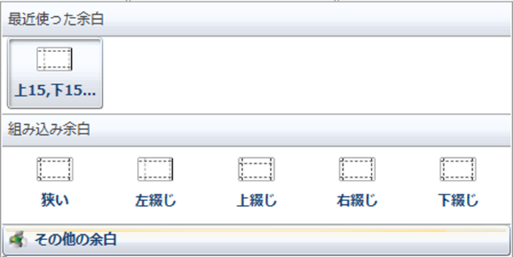 最近使った余白
上15,下15...
組み込み余白
狭い 左綴じ 上綴じ 右綴じ 下綴じ
その他の余白